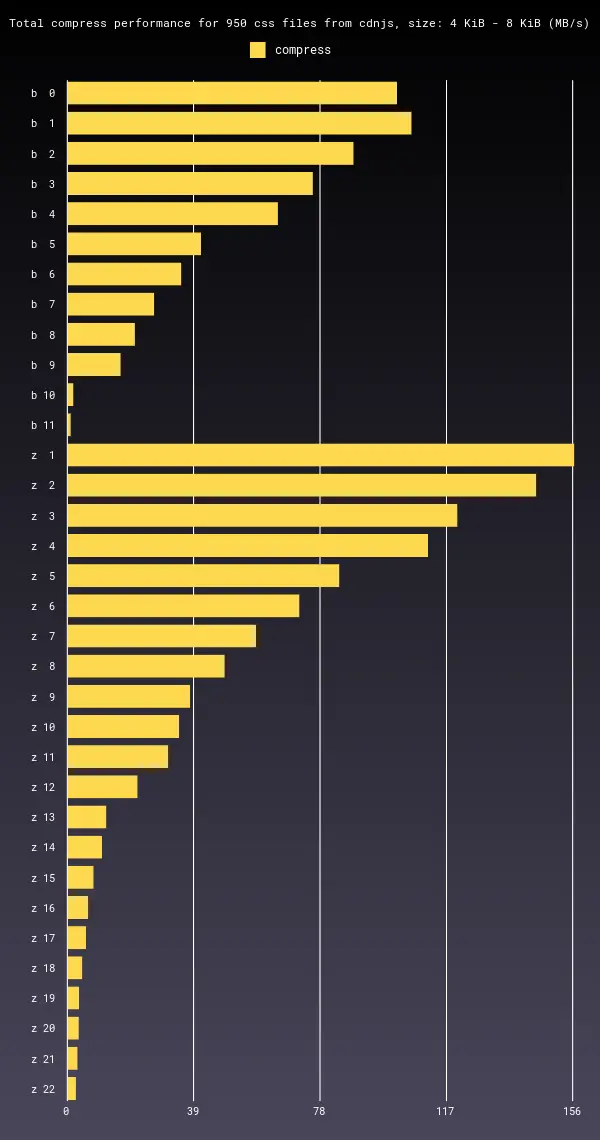 Total compress performance for 950 css files from cdnjs, size: 4 KiB - 8 KiB (MB/s)
compress
b 0
b 1
b 2
b 3
b 4
b 5
b 6
b 7
b 8
b 9
b 10
b 11
z 1
z 2
z 3
z 4
z 5
z 6
z 7
z 8
z 9
z 10
z 11
z 12
z 13
z 14
z 15
z 16
z 17
z 18
z 19
z 20
z 21
z 22
0 39 78 117 156